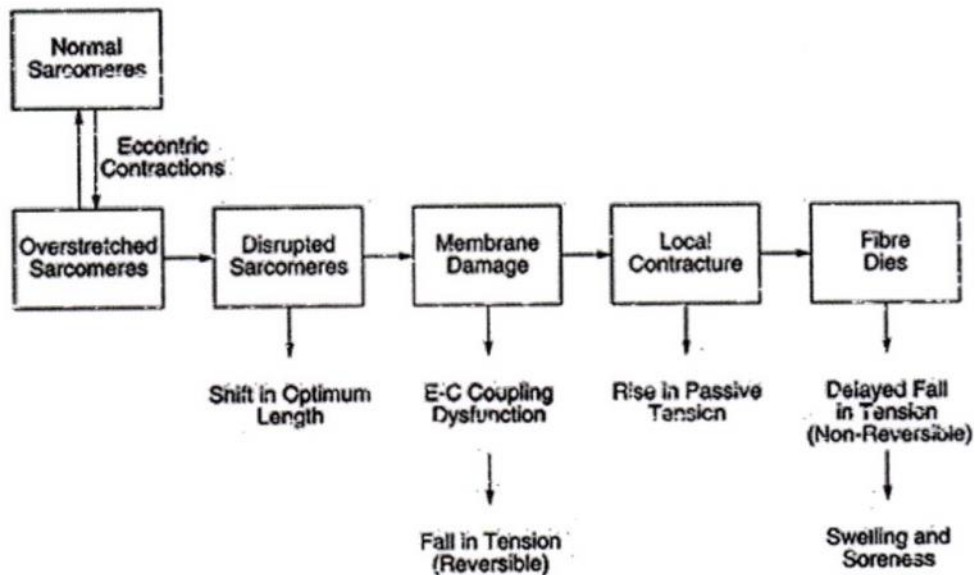 Normal
Sarcomeres
Eccentric
Contractions
Overstretched
Sarcomeres
Disrupted
Sarcomeres
Membrane
Damage
Local
Contracture
Fibre
Dies
Shift in Optimum
Length
E-C Coupling
Dysfunction
Rise in Passive
Tension
Delayed Fall
in Tension
(Non-Reversible)
Fall in Tension
(Reversible)
Swelling and
Soreness